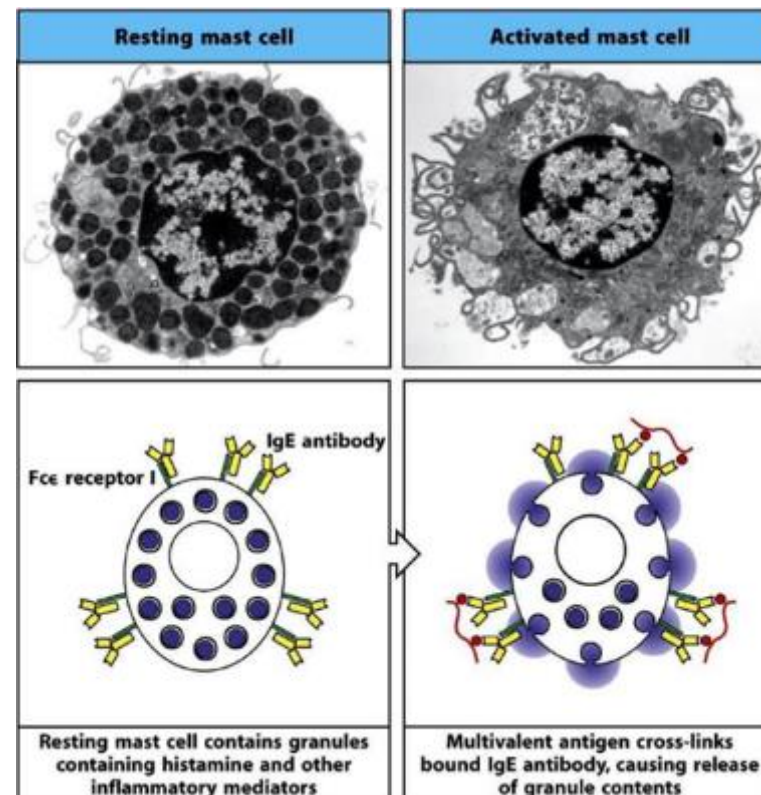 Resting mast cell
Activated mast cell
IgE antibody
Fcϵ receptor I
Resting mast cell contains granules
containing histamine and other
inflammatory mediators
Multivalent antigen cross-links
bound IgE antibody, causing release
of granule contents